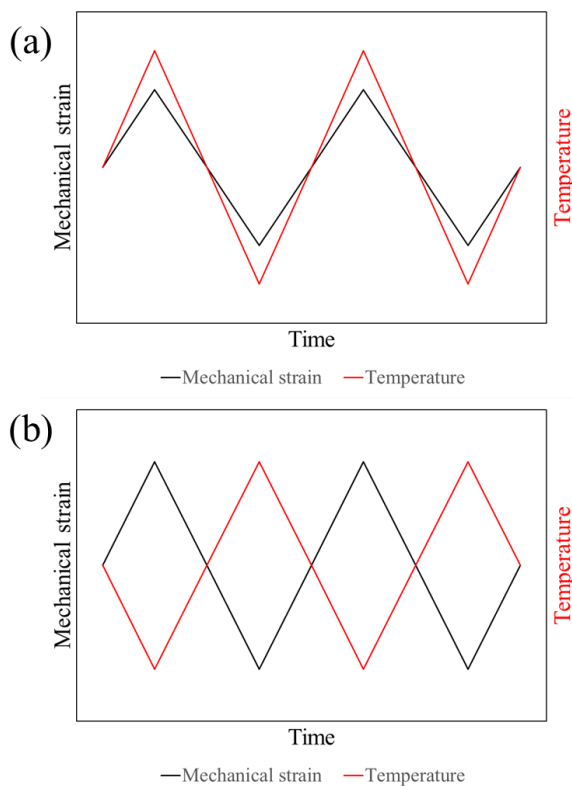 (a)
Mechanical strain
Temperature
Time
Mechanical strain Temperature
(b)
Mechanical strain
Temperature
Time
Mechanical strain Temperature